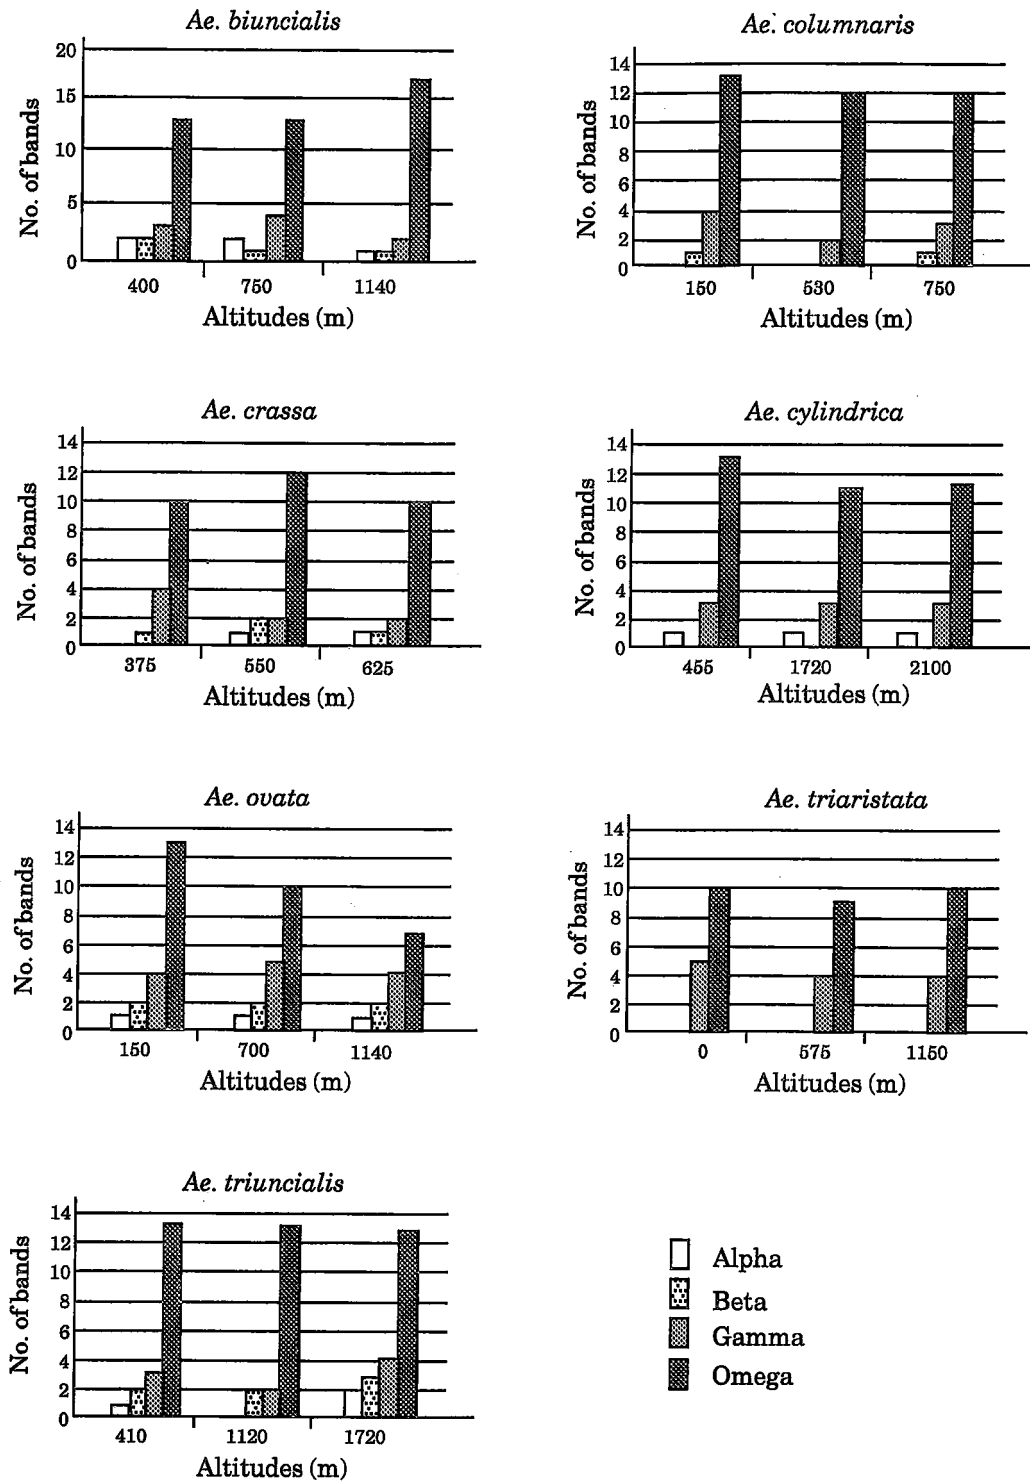 Ae. biuncialis
No. of bands
20
15
10
5
0
400 750 1140
Altitudes (m)
Ae. columnaris
No. of bands
14
12
10
8
6
4
2
0
150 530 750
Altitudes (m)
Ae. crassa
No. of bands
14
12
10
8
6
4
2
0
375 550 625
Altitudes (m)
Ae. cylindrica
No. of bands
14
12
10
8
6
4
2
0
455 1720 2100
Altitudes (m)
Ae. ovata
No. of bands
14
12
10
8
6
4
2
0
150 700 1140
Altitudes (m)
Ae. triaristata
No. of bands
14
12
10
8
6
4
2
0
0 575 1150
Altitudes (m)
Ae. triuncialis
No. of bands
14
12
10
8
6
4
2
0
410 1120 1720
Altitudes (m)
Alpha
Beta
Gamma
Omega